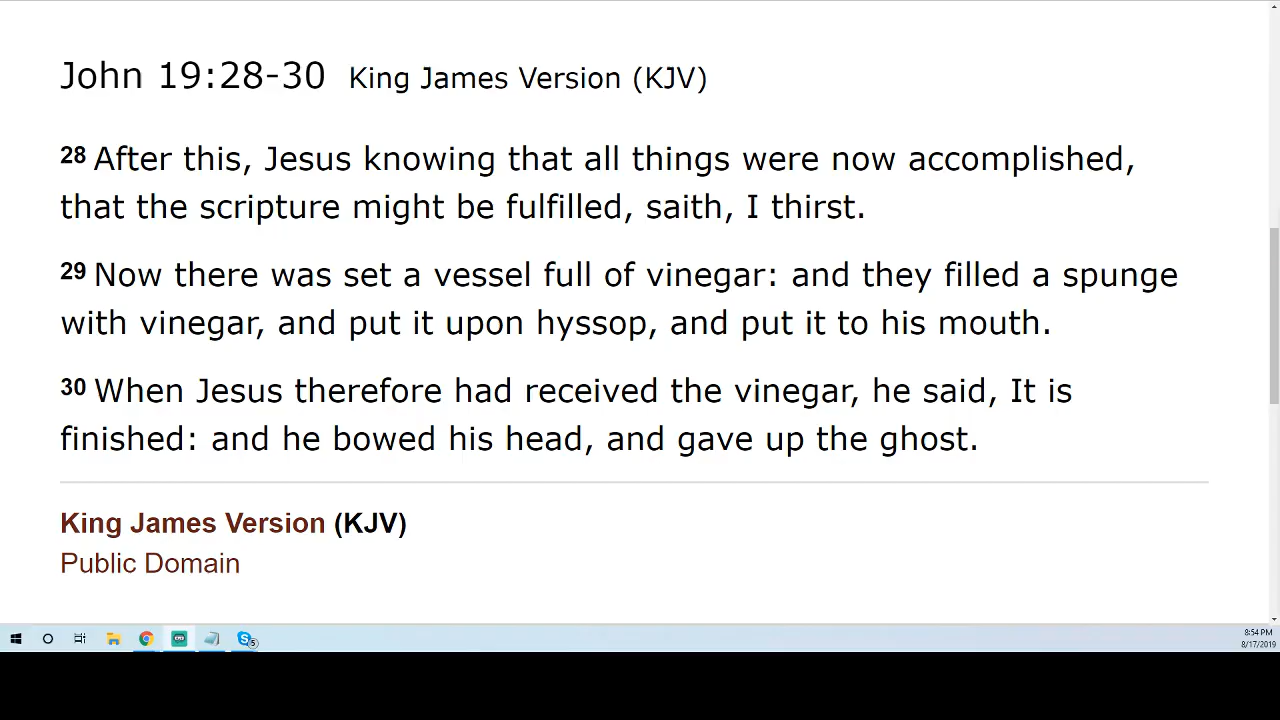 John 19:28-30 King James Version (KJV)
28 After this, Jesus knowing that all things were now accomplished,
that the scripture might be fulfilled, saith, I thirst.
29 Now there was set a vessel full of vinegar: and they filled a spunge
with vinegar, and put it upon hyssop, and put it to his mouth.
30 When Jesus therefore had received the vinegar, he said, It is
finished: and he bowed his head, and gave up the ghost.
King James Version (KJV)
Public Domain
5
8:54 PM
8/17/2019